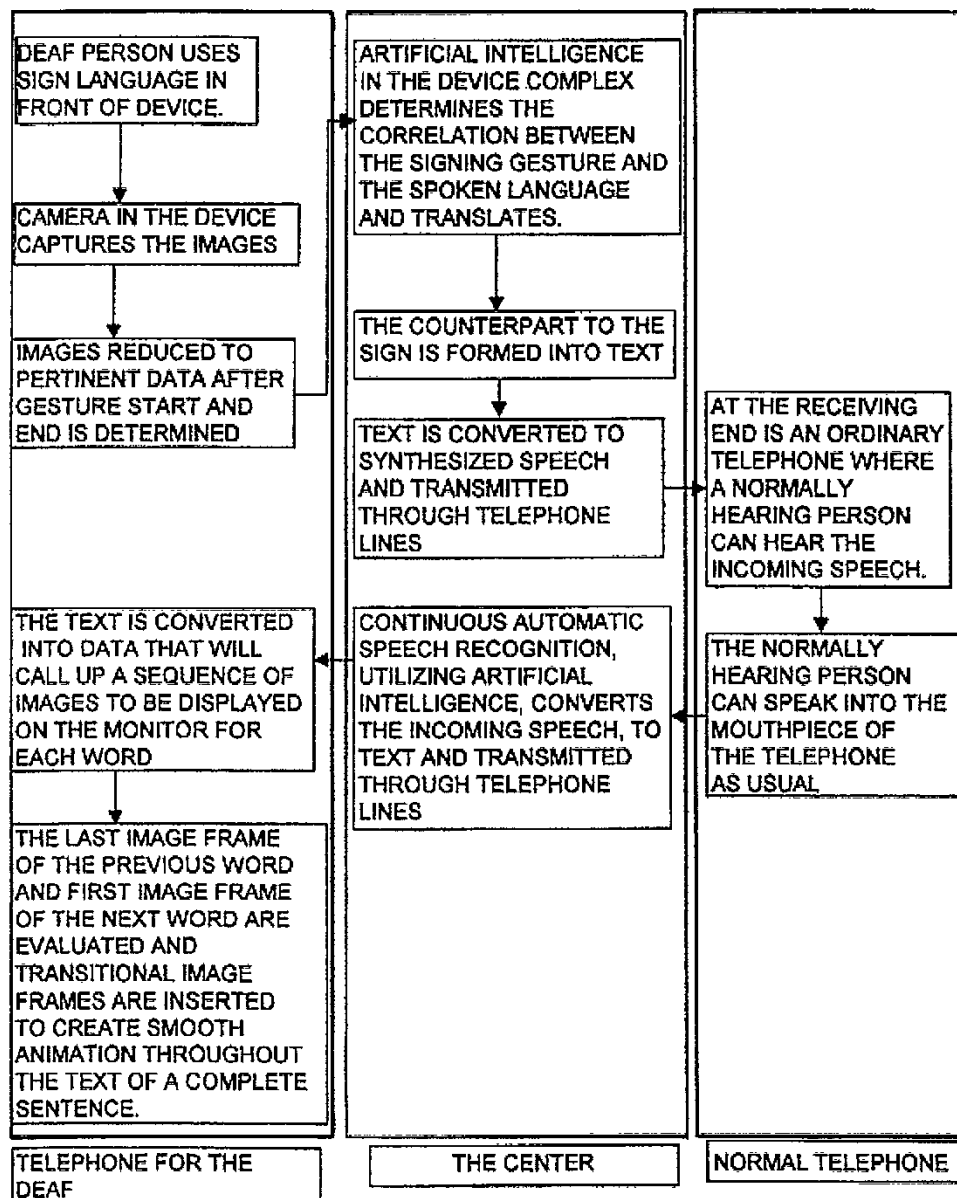 DEAF PERSON USES
SIGN LANGUAGE IN
FRONT OF DEVICE.
CAMERA IN THE DEVICE
CAPTURES THE IMAGES
IMAGES REDUCED TO
PERTINENT DATA AFTER
GESTURE START AND
END IS DETERMINED
ARTIFICIAL INTELLIGENCE
IN THE DEVICE COMPLEX
DETERMINES THE
CORRELATION BETWEEN
THE SIGNING GESTURE AND
THE SPOKEN LANGUAGE
AND TRANSLATES.
THE COUNTERPART TO THE
SIGN IS FORMED INTO TEXT
TEXT IS CONVERTED TO
SYNTHESIZED SPEECH
AND TRANSMITTED
THROUGH TELEPHONE
LINES
AT THE RECEIVING
END IS AN ORDINARY
TELEPHONE WHERE
A NORMALLY
HEARING PERSON
CAN HEAR THE
INCOMING SPEECH.
THE NORMALLY
HEARING PERSON
CAN SPEAK INTO THE
MOUTHPIECE OF
THE TELEPHONE
AS USUAL
CONTINUOUS AUTOMATIC
SPEECH RECOGNITION,
UTILIZING ARTIFICIAL
INTELLIGENCE, CONVERTS
THE INCOMING SPEECH, TO
TEXT AND TRANSMITTED
THROUGH TELEPHONE
LINES
THE TEXT IS CONVERTED
INTO DATA THAT WILL
CALL UP A SEQUENCE OF
IMAGES TO BE DISPLAYED
ON THE MONITOR FOR
EACH WORD
THE LAST IMAGE FRAME
OF THE PREVIOUS WORD
AND FIRST IMAGE FRAME
OF THE NEXT WORD ARE
EVALUATED AND
TRANSITIONAL IMAGE
FRAMES ARE INSERTED
TO CREATE SMOOTH
ANIMATION THROUGHOUT
THE TEXT OF A COMPLETE
SENTENCE.
TELEPHONE FOR THE
DEAF
THE CENTER
NORMAL TELEPHONE